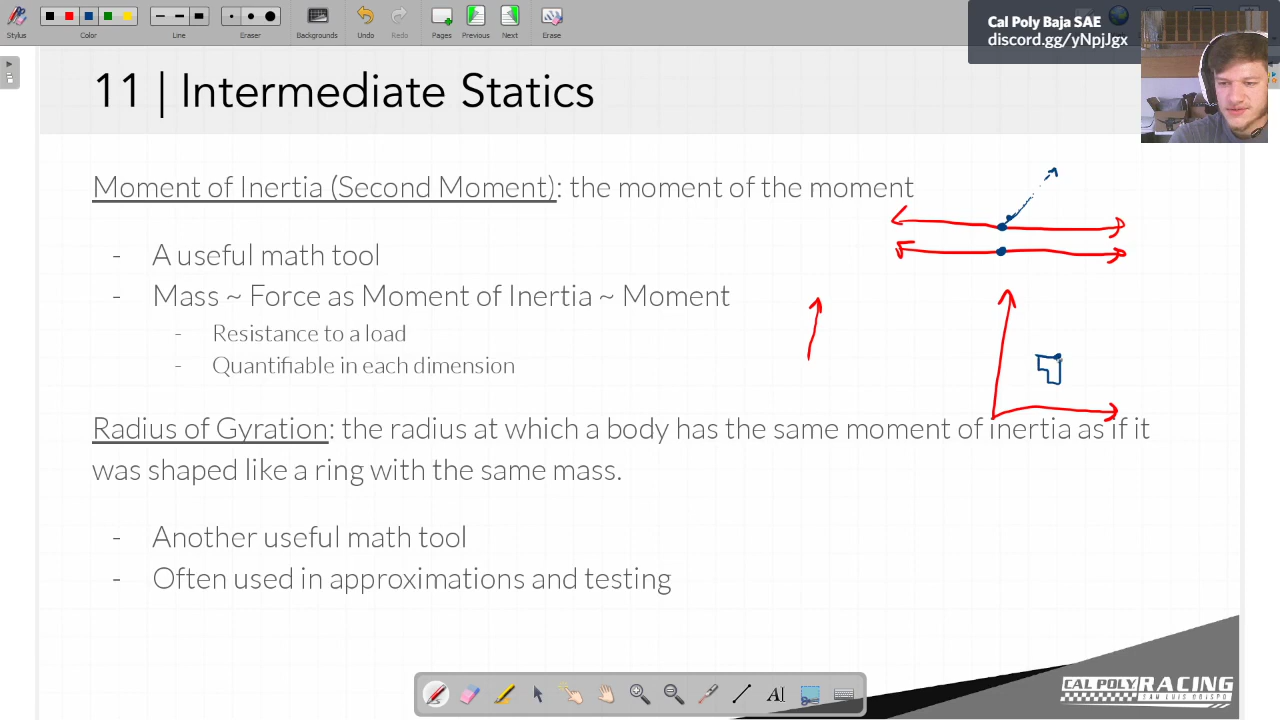 Stylus
Color
Line
Eraser
Backgrounds
Undo
Redo
Pages
Previous
Next
Erase
Cal Poly Baja SAE
discord.gg/yNpjJgx
11 | Intermediate Statics
Moment of Inertia (Second Moment): the moment of the moment
- A useful math tool
- Mass ~ Force as Moment of Inertia ~ Moment
- Resistance to a load
- Quantifiable in each dimension
Radius of Gyration: the radius at which a body has the same moment of inertia as if it
was shaped like a ring with the same mass.
- Another useful math tool
- Often used in approximations and testing
AI
CAL POLY RACING
SAN LUIS OBISPO